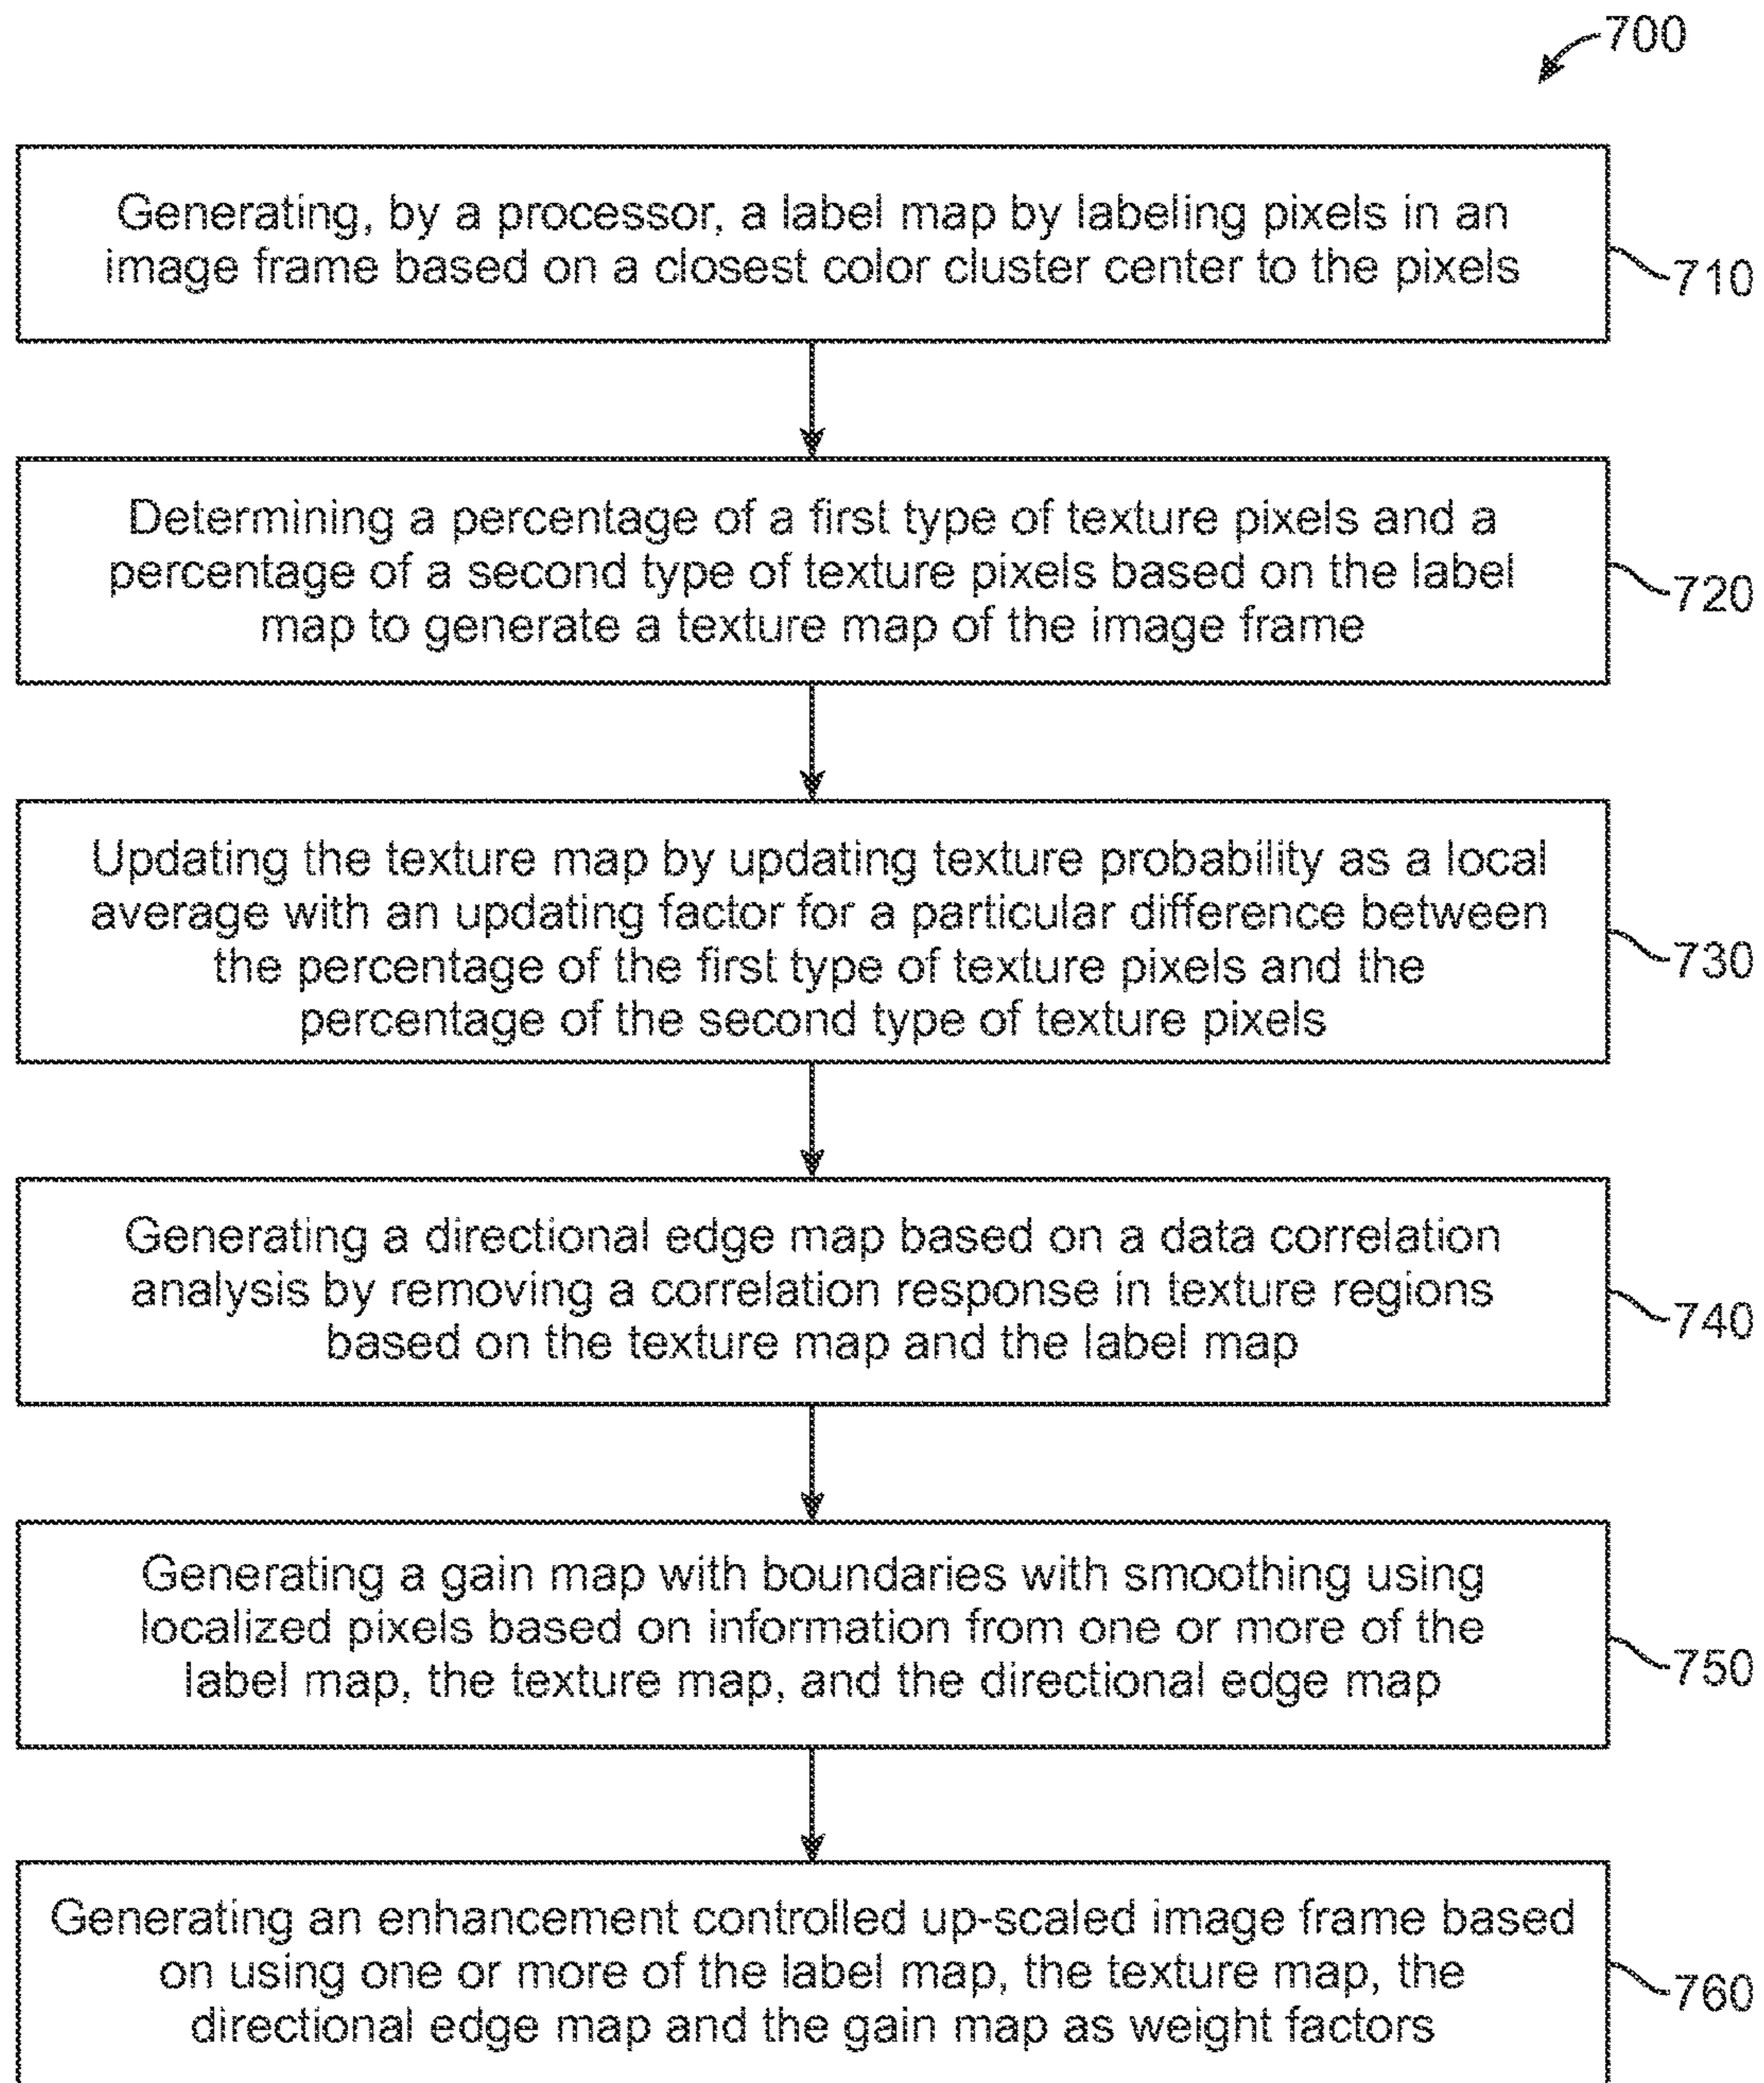 700
Generating, by a processor, a label map by labeling pixels in an
image frame based on a closest color cluster center to the pixels
710
Determining a percentage of a first type of texture pixels and a
percentage of a second type of texture pixels based on the label
map to generate a texture map of the image frame
720
Updating the texture map by updating texture probability as a local
average with an updating factor for a particular difference between
the percentage of the first type of texture pixels and the
percentage of the second type of texture pixels
730
Generating a directional edge map based on a data correlation
analysis by removing a correlation response in texture regions
based on the texture map and the label map
740
Generating a gain map with boundaries with smoothing using
localized pixels based on information from one or more of the
label map, the texture map, and the directional edge map
750
Generating an enhancement controlled up-scaled image frame based
on using one or more of the label map, the texture map, the
directional edge map and the gain map as weight factors
760